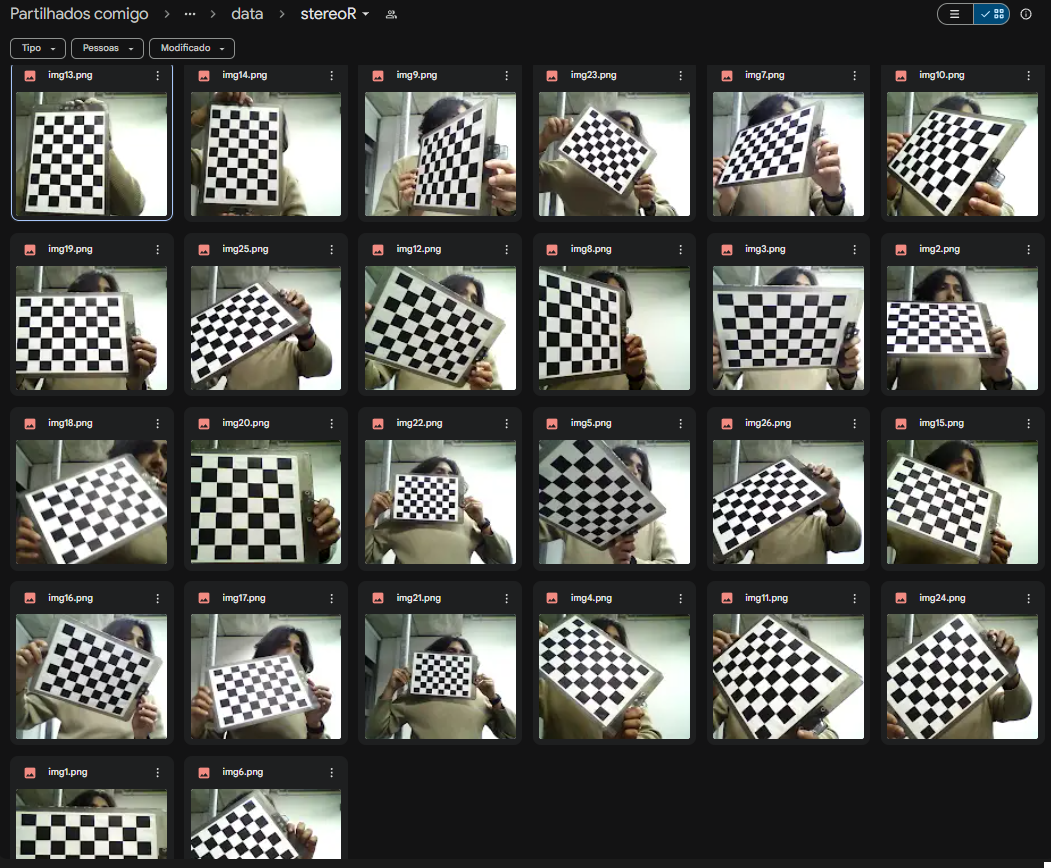 Partilhados comigo > ... > data > stereoR
Tipo Pessoas Modificado
img13.png img14.png img9.png img23.png img7.png img10.png
img19.png img25.png img12.png img8.png img3.png img2.png
img18.png img20.png img22.png img5.png img26.png img15.png
img16.png img17.png img21.png img4.png img11.png img24.png
img1.png img6.png